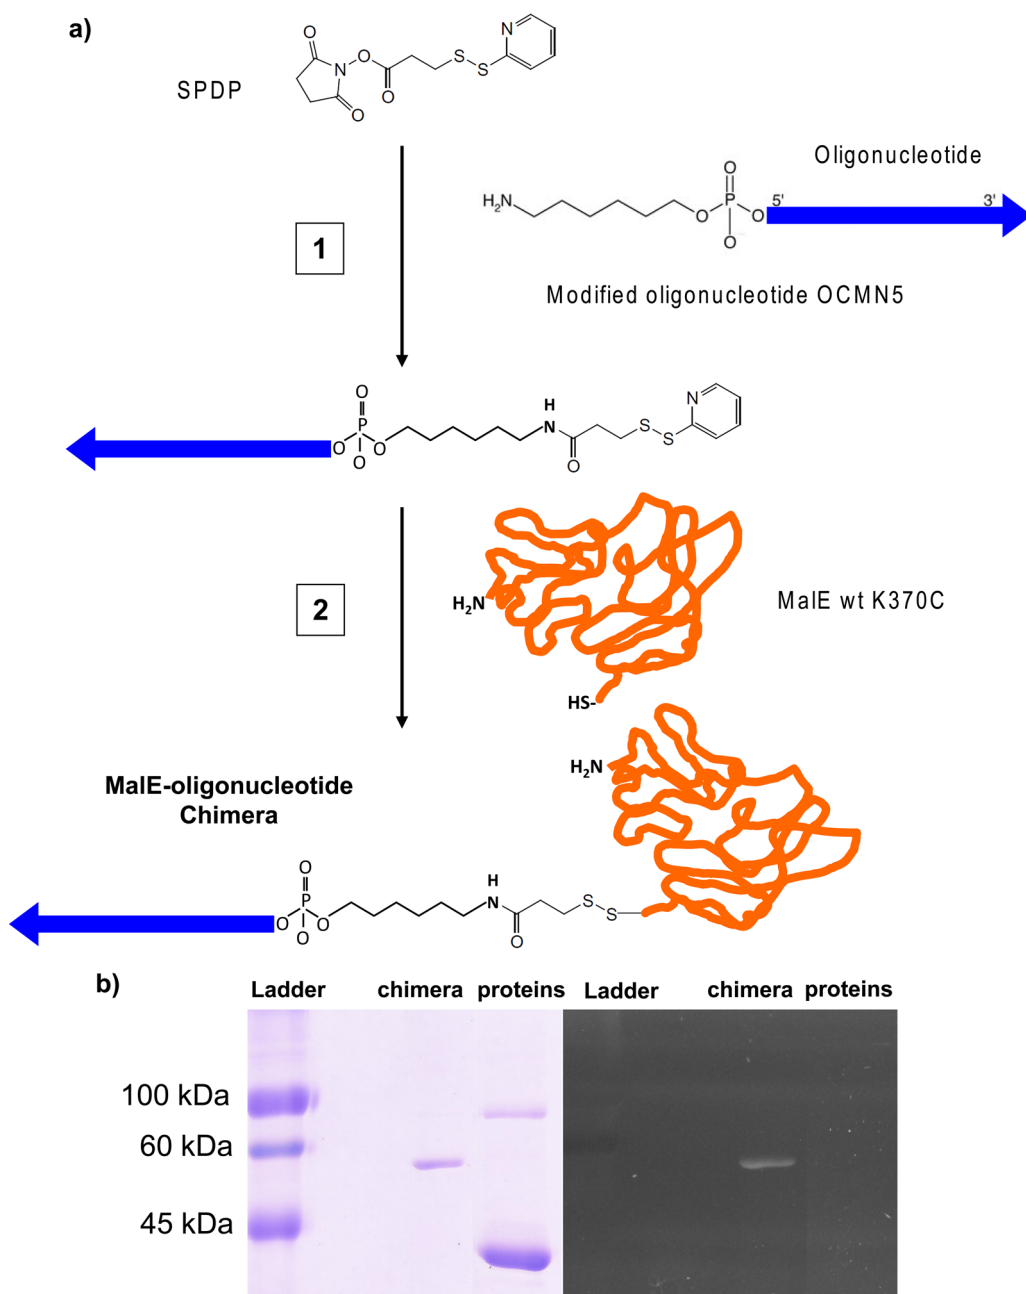 a)
SPDP
O
O
N
O
O
S
S
N
O
Oligonucleotide
H₂N
O
O
P
O
O
5'
3'
1
Modified oligonucleotide OCMN5
O
O
P
O
O
H
N
O
S
S
N
2
H₂N
MalE wt K370C
HS-
H₂N
MalE-oligonucleotide
Chimera
O
O
P
O
O
H
N
O
S
S
b)
Ladder chimera proteins Ladder chimera proteins
100 kDa
60 kDa
45 kDa